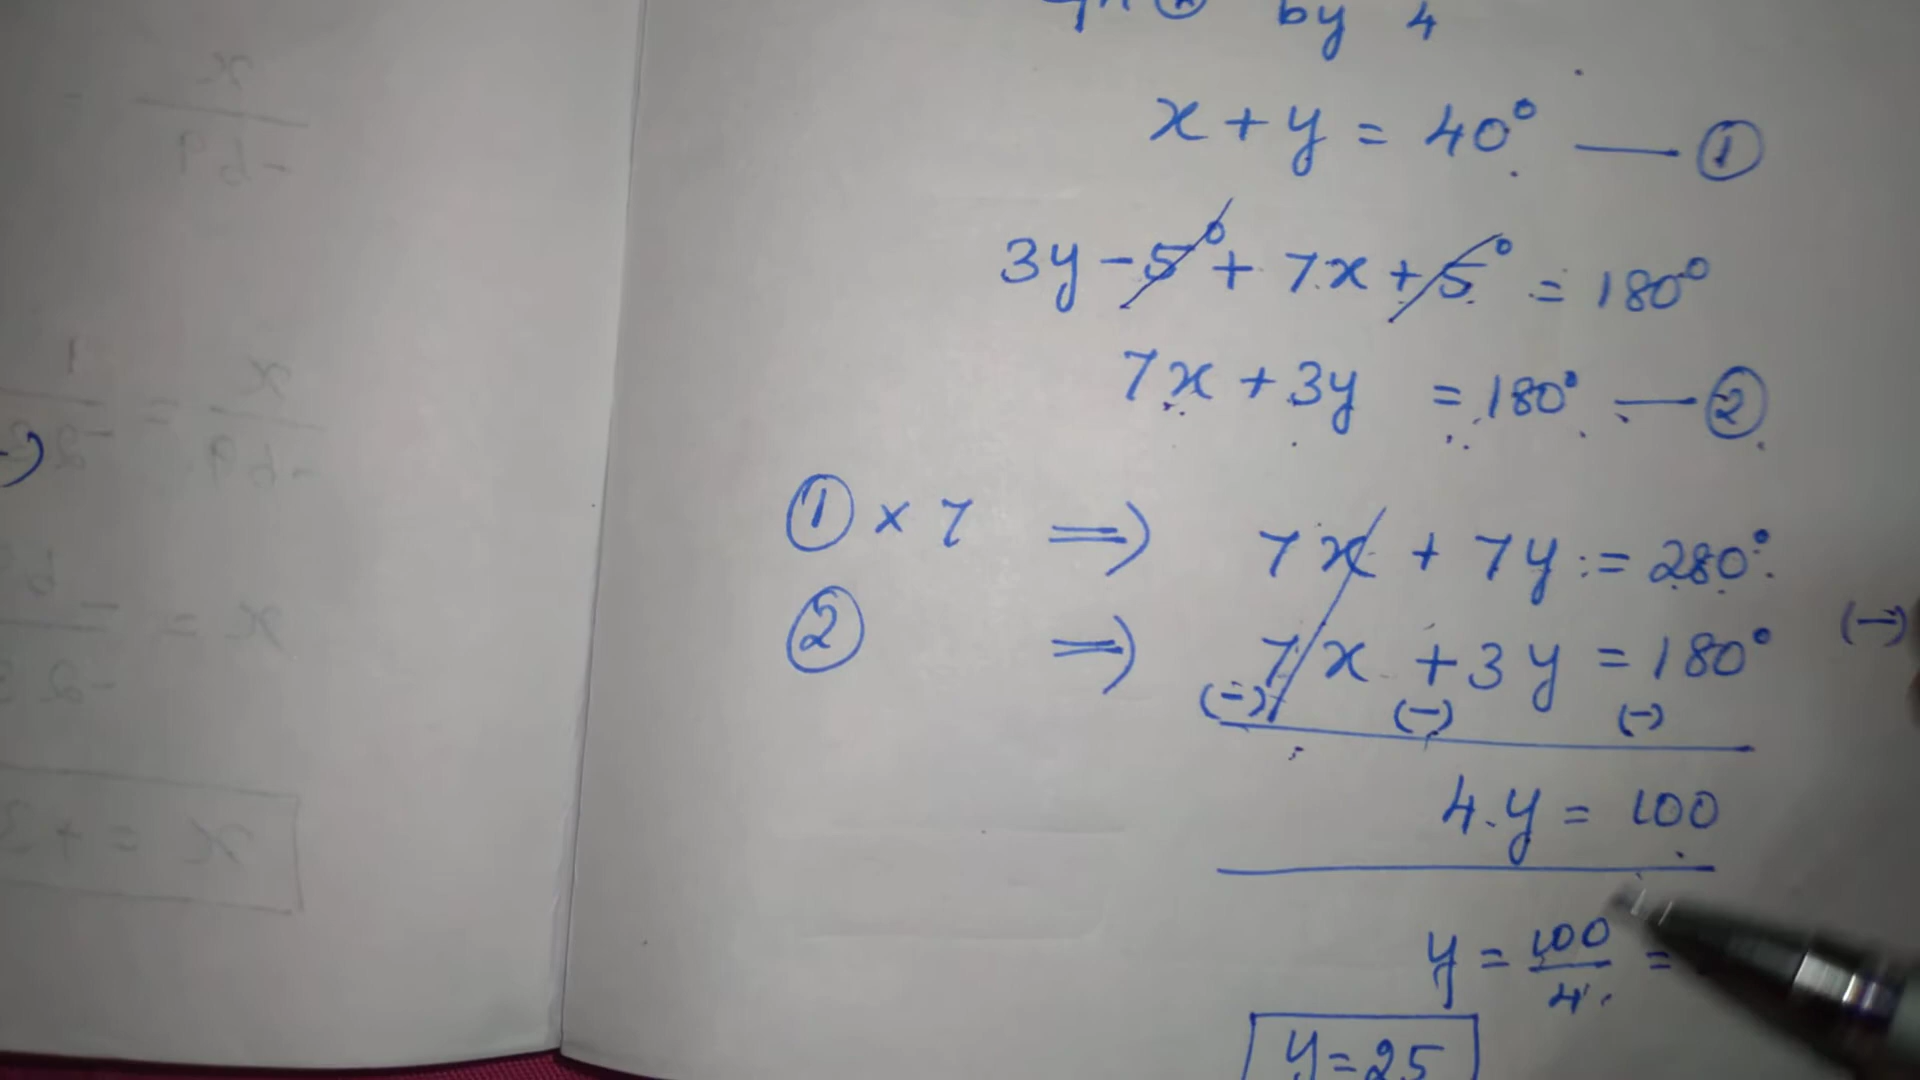 by 4
x + y = 40° — ①
3y - 5° + 7x + 5° = 180°
7x + 3y = 180° — ②
① × 7 ⇒ 7x + 7y = 280°
② ⇒ 7x + 3y = 180° (-)
(-) (-) (-)
4.y = 100
y = 100/4 =
y = 25